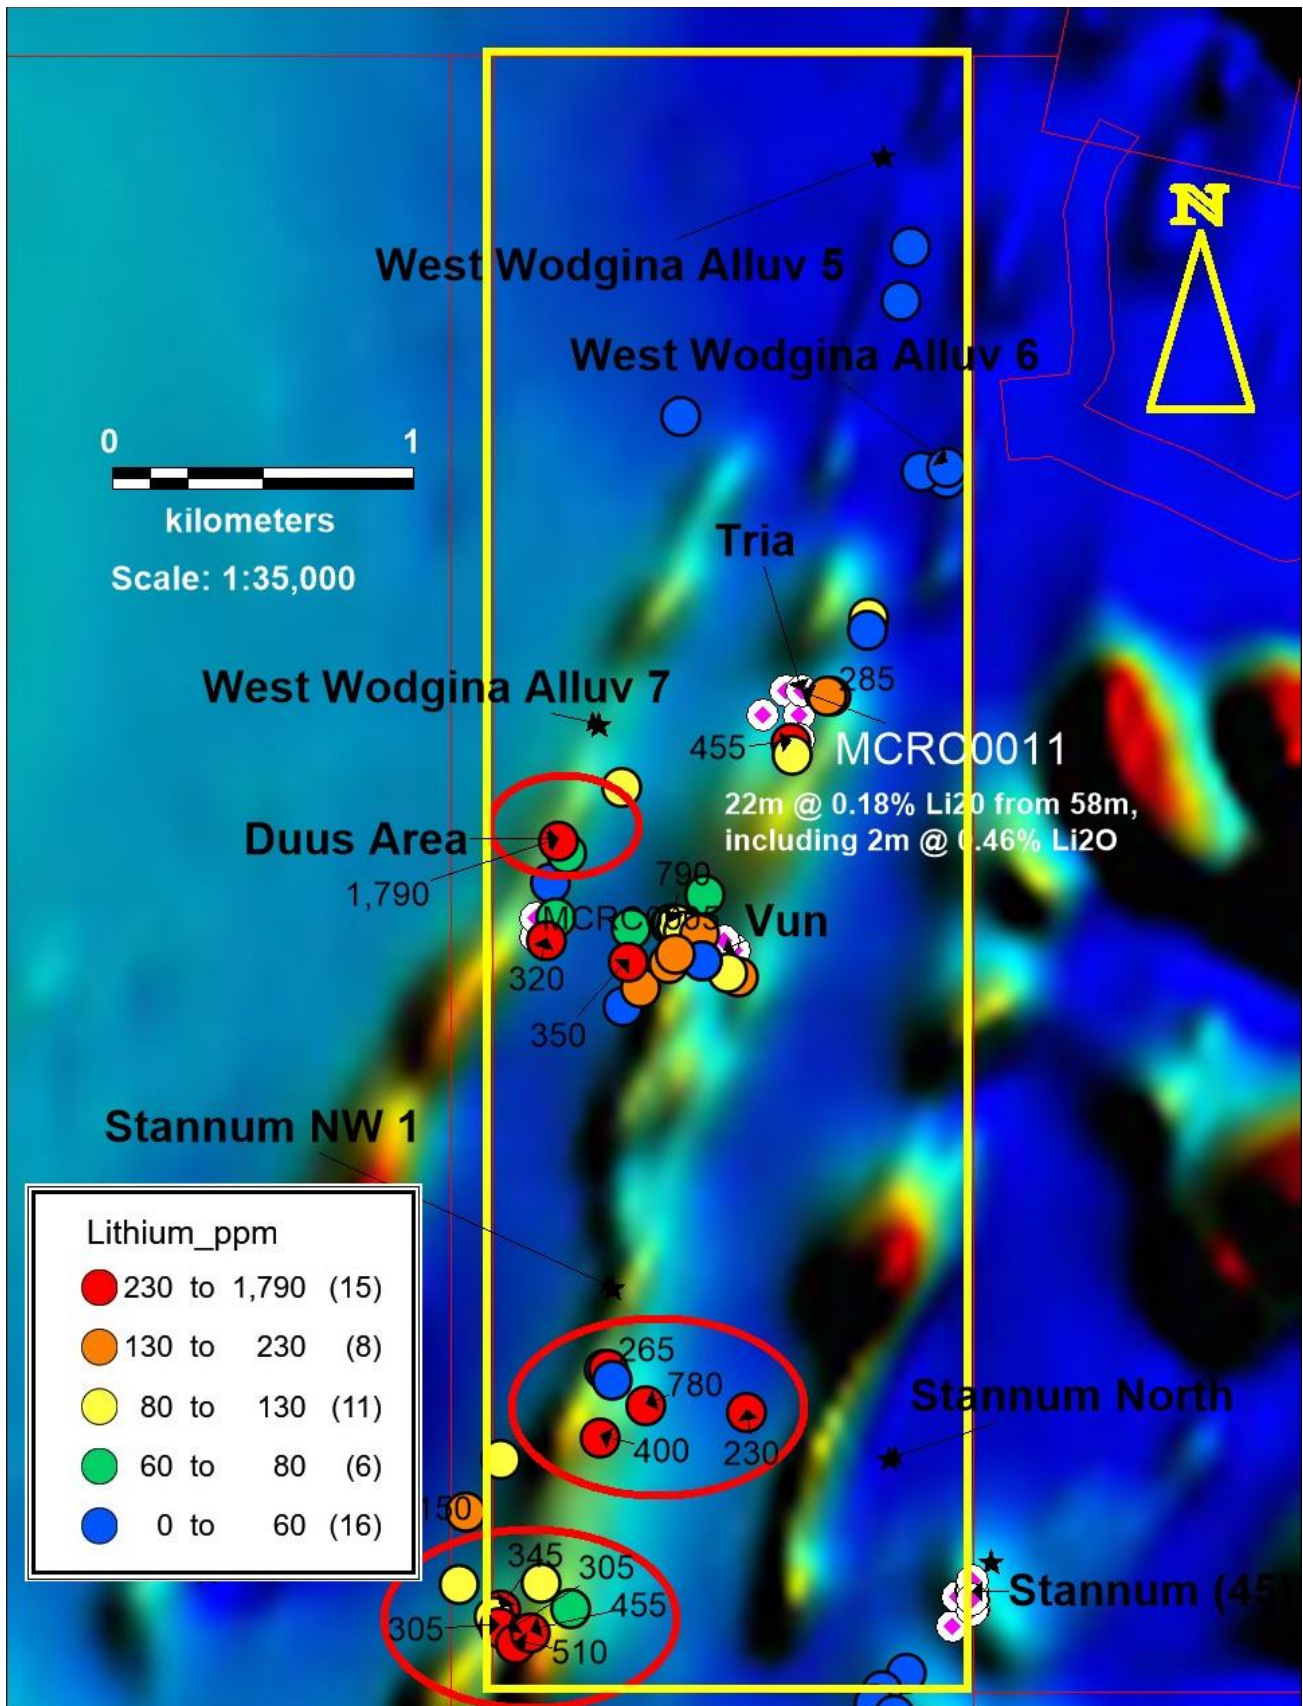 N
West Wodgina Alluv 5
West Wodgina Alluv 6
0 1
kilometers
Scale: 1:35,000
Tria
285
West Wodgina Alluv 7
455
MCRC0011
22m @ 0.18% Li20 from 58m,
including 2m @ 0.46% Li2O
Duus Area
1,790
790
MCRC0005
Vun
320
350
Stannum NW 1
Lithium_ppm
230 to 1,790 (15)
130 to 230 (8)
80 to 130 (11)
60 to 80 (6)
0 to 60 (16)
265
780
400
230
Stannum North
150
345
305
455
305
510
Stannum (45)